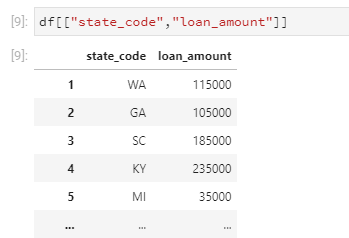 [9]: df[["state_code","loan_amount"]]
[9]:
state_code loan_amount
1 WA 115000
2 GA 105000
3 SC 185000
4 KY 235000
5 MI 35000
... ... ...